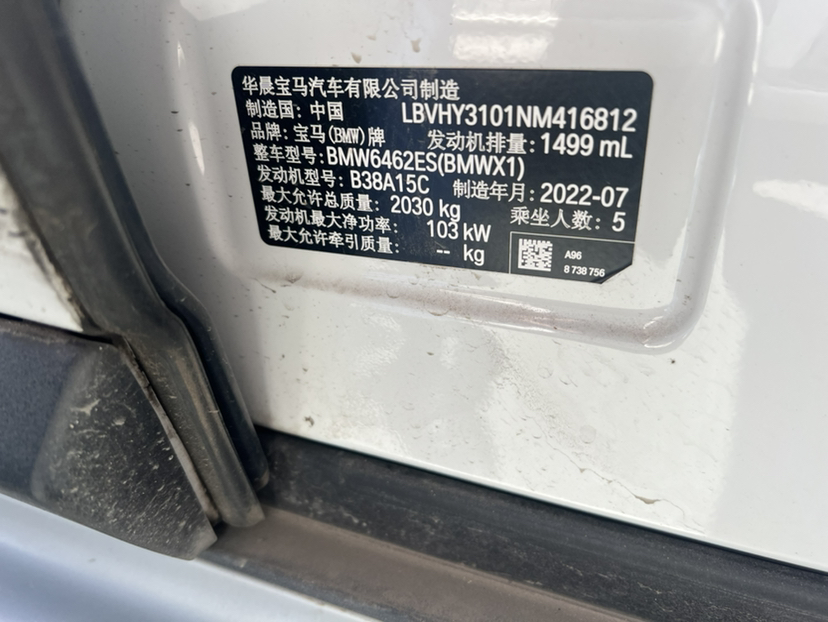 华晨宝马汽车有限公司制造
制造国: 中国 LBVHY3101NM416812
品牌: 宝马(BMW)牌 发动机排量: 1499 mL
整车型号: BMW6462ES(BMWX1)
发动机型号: B38A15C 制造年月: 2022-07
最大允许总质量: 2030 kg 乘坐人数: 5
发动机最大净功率: 103 kW
最大允许牵引质量: -- kg
A96
8 738 756